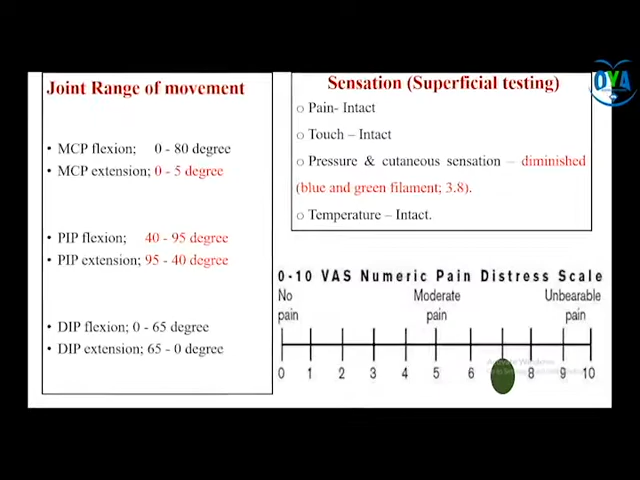 Joint Range of movement
• MCP flexion; 0 - 80 degree
• MCP extension; 0 - 5 degree
• PIP flexion; 40 - 95 degree
• PIP extension; 95 - 40 degree
• DIP flexion; 0 - 65 degree
• DIP extension; 65 - 0 degree
Sensation (Superficial testing)
o Pain- Intact
o Touch – Intact
o Pressure & cutaneous sensation – diminished
(blue and green filament; 3.8).
o Temperature – Intact.
0-10 VAS Numeric Pain Distress Scale
No Moderate Unbearable
pain pain pain
0 1 2 3 4 5 6 8 9 10
OYA